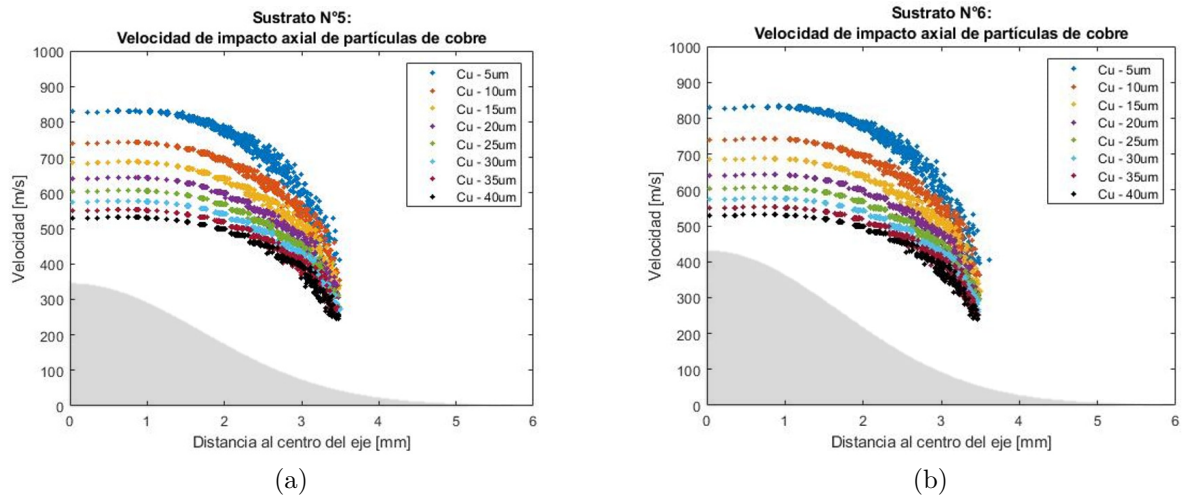 Sustrato N°5:
Velocidad de impacto axial de partículas de cobre
1000
900
800
700
600
500
400
300
200
100
0
Velocidad [m/s]
Cu - 5um
Cu - 10um
Cu - 15um
Cu - 20um
Cu - 25um
Cu - 30um
Cu - 35um
Cu - 40um
0 1 2 3 4 5 6
Distancia al centro del eje [mm]
(a)
Sustrato N°6:
Velocidad de impacto axial de partículas de cobre
1000
900
800
700
600
500
400
300
200
100
0
Velocidad [m/s]
Cu - 5um
Cu - 10um
Cu - 15um
Cu - 20um
Cu - 25um
Cu - 30um
Cu - 35um
Cu - 40um
0 1 2 3 4 5 6
Distancia al centro del eje [mm]
(b)